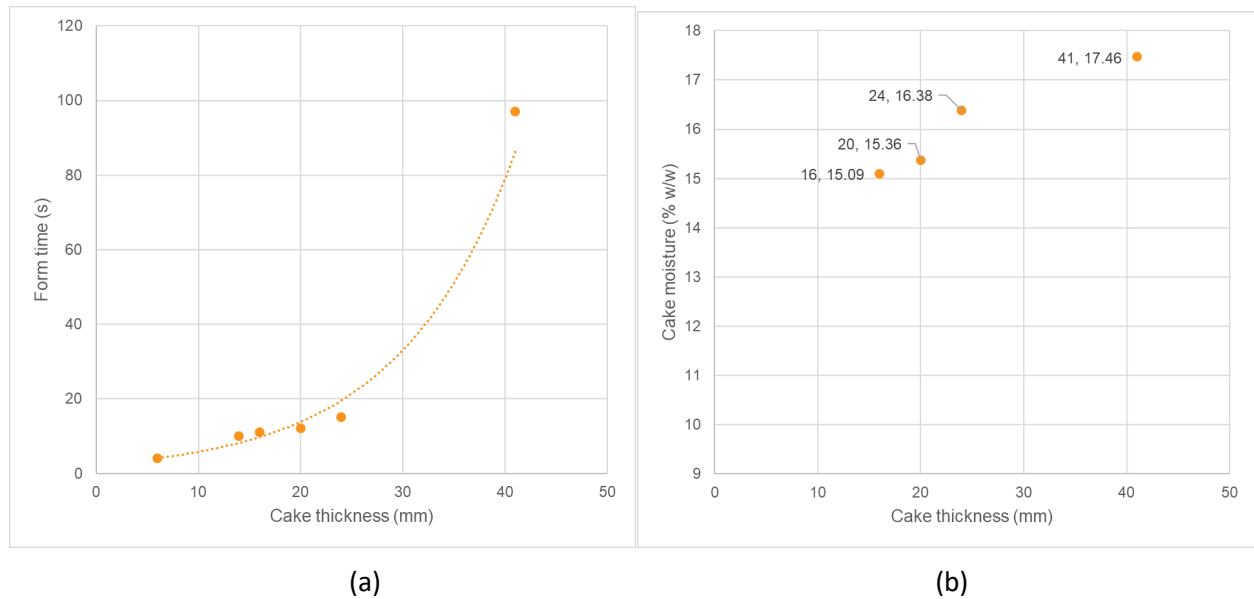 120
100
80
60
40
20
0
Form time (s)
0 10 20 30 40 50
Cake thickness (mm)
(a)
18
17
16
15
14
13
12
11
10
9
Cake moisture (% w/w)
41, 17.46
24, 16.38
20, 15.36
16, 15.09
0 10 20 30 40 50
Cake thickness (mm)
(b)